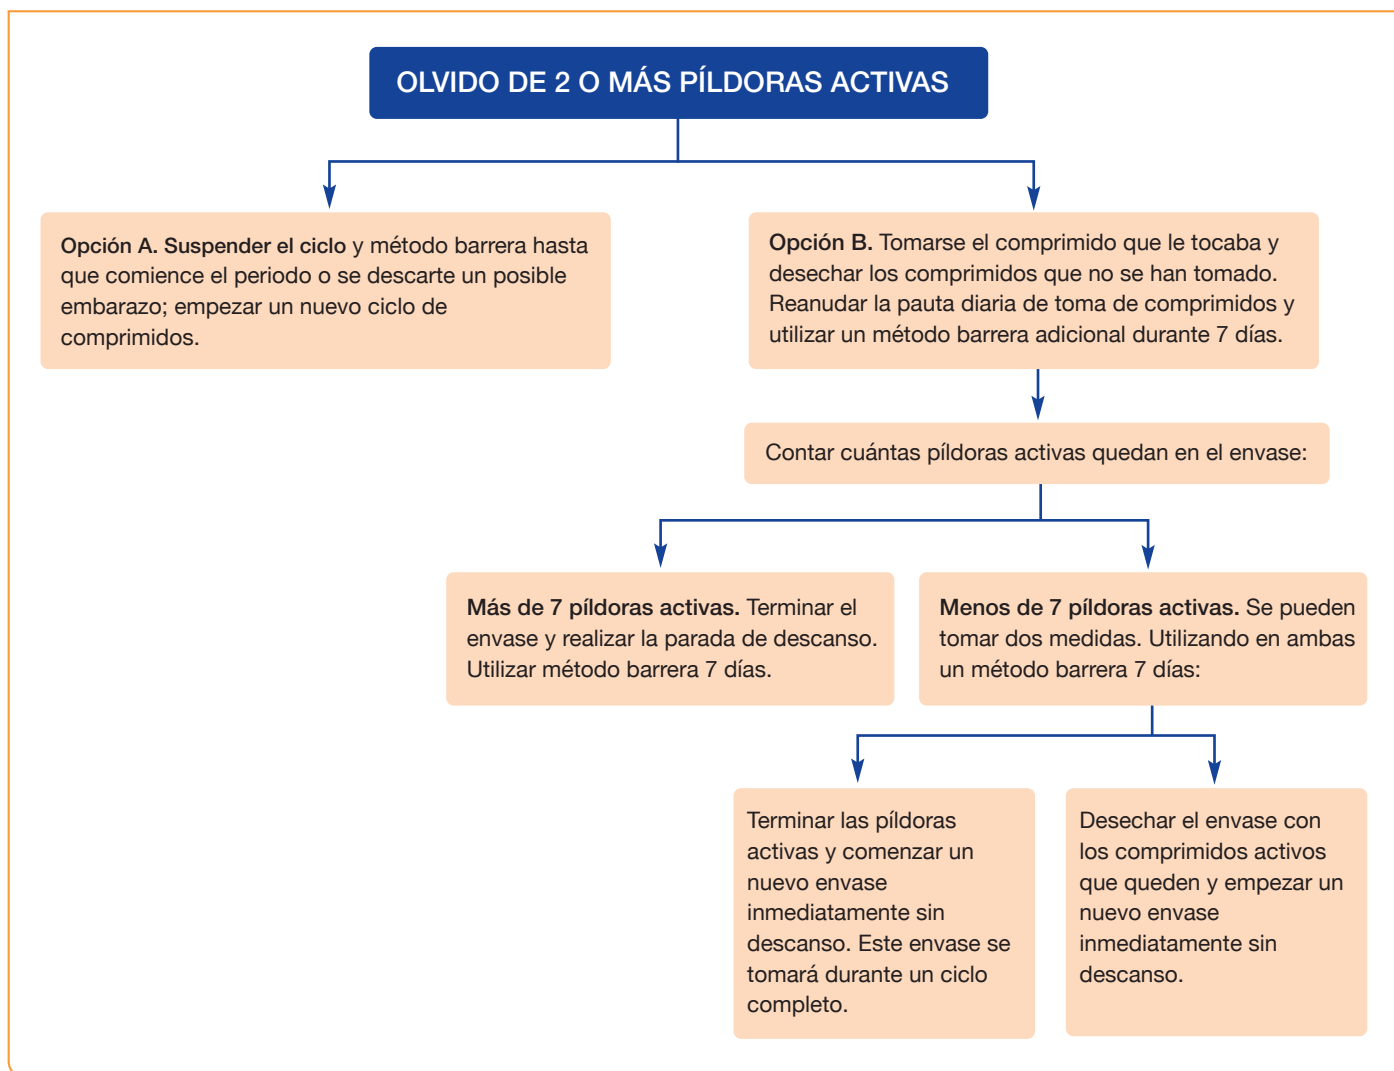 OLVIDO DE 2 O MÁS PÍLDORAS ACTIVAS
Opción A. Suspender el ciclo y método barrera hasta
que comience el periodo o se descarte un posible
embarazo; empezar un nuevo ciclo de
comprimidos.
Opción B. Tomarse el comprimido que le tocaba y
desechar los comprimidos que no se han tomado.
Reanudar la pauta diaria de toma de comprimidos y
utilizar un método barrera adicional durante 7 días.
Contar cuántas píldoras activas quedan en el envase:
Más de 7 píldoras activas. Terminar el
envase y realizar la parada de descanso.
Utilizar método barrera 7 días.
Menos de 7 píldoras activas. Se pueden
tomar dos medidas. Utilizando en ambas
un método barrera 7 días:
Terminar las píldoras
activas y comenzar un
nuevo envase
inmediatamente sin
descanso. Este envase se
tomará durante un ciclo
completo.
Desechar el envase con
los comprimidos activos
que queden y empezar un
nuevo envase
inmediatamente sin
descanso.